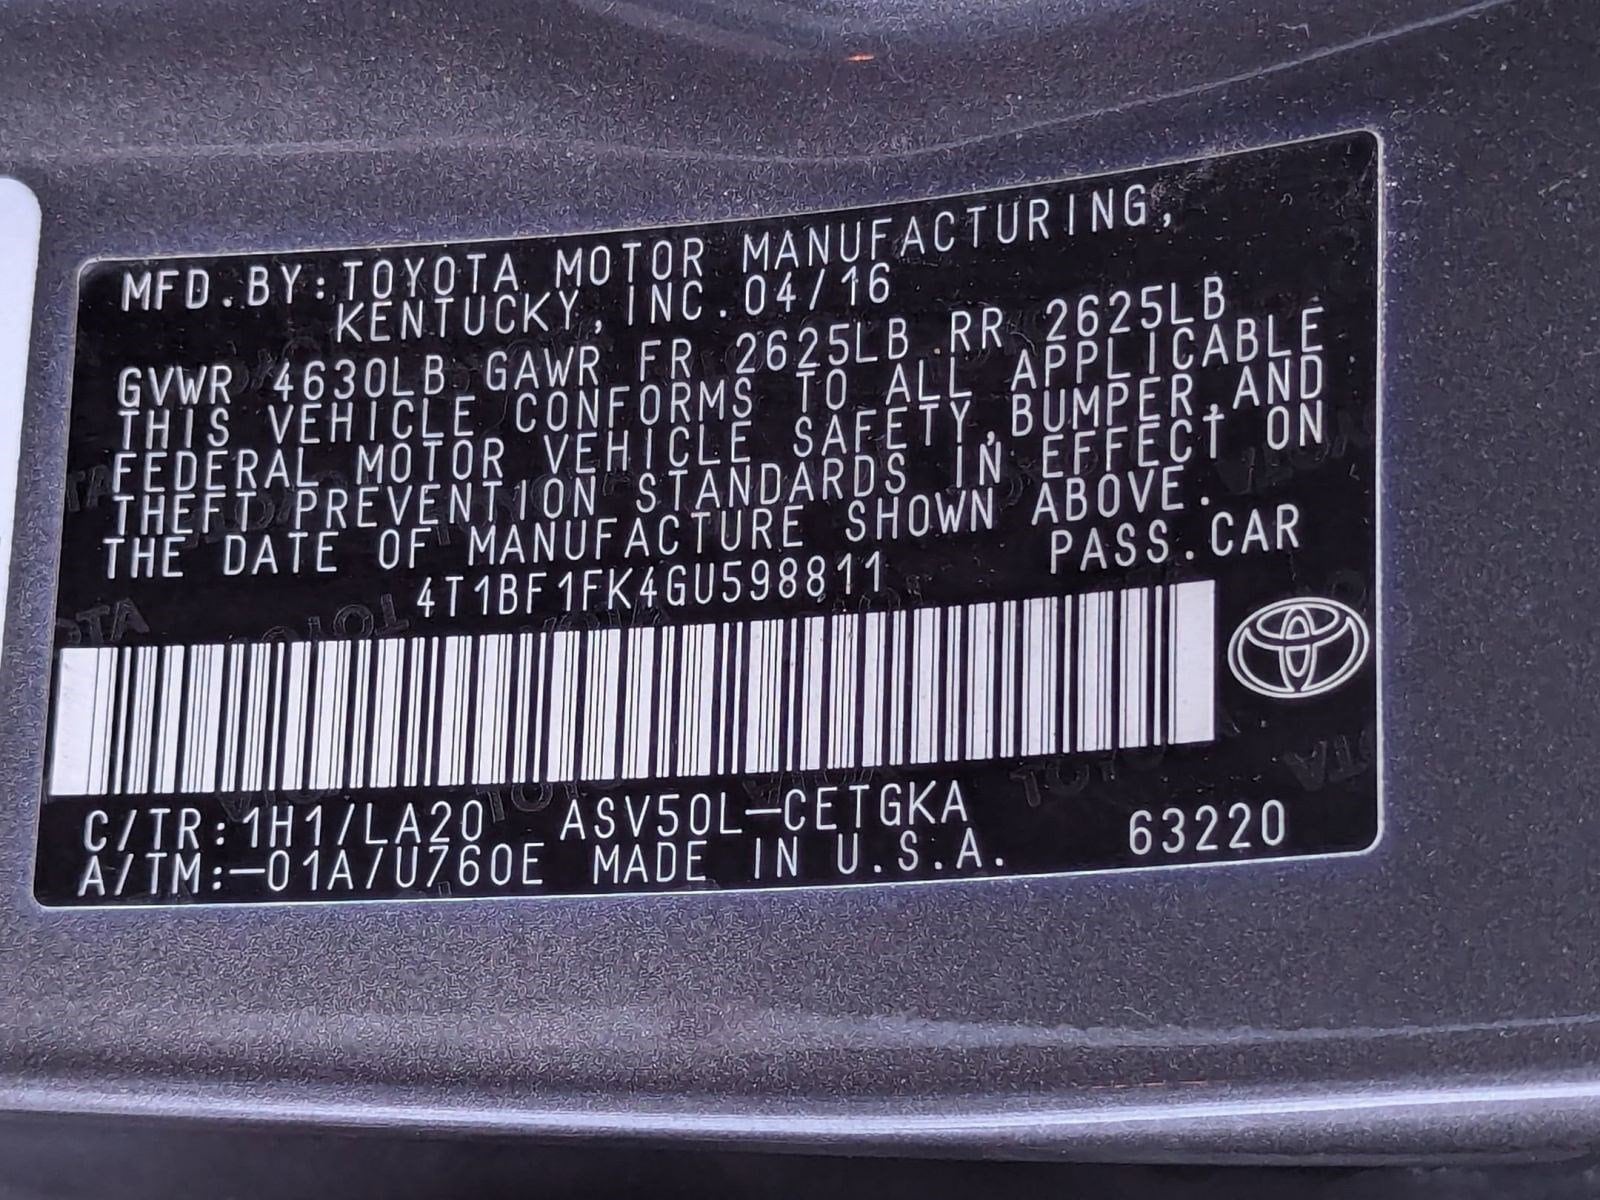 MFD.BY:TOYOTA MOTOR MANUFACTURING,
KENTUCKY, INC. 04/16
GVWR 4630LB GAWR FR 2625LB RR 2625LB
THIS VEHICLE CONFORMS TO ALL APPLICABLE
FEDERAL MOTOR VEHICLE SAFETY,BUMPER,AND
THEFT PREVENTION STANDARDS IN EFFECT ON
THE DATE OF MANUFACTURE SHOWN ABOVE.
4T1BF1FK4GU598811 PASS.CAR
C/TR:1H1/LA20 ASV50L-CETGKA
A/TM:-01A/U760E MADE IN U.S.A. 63220